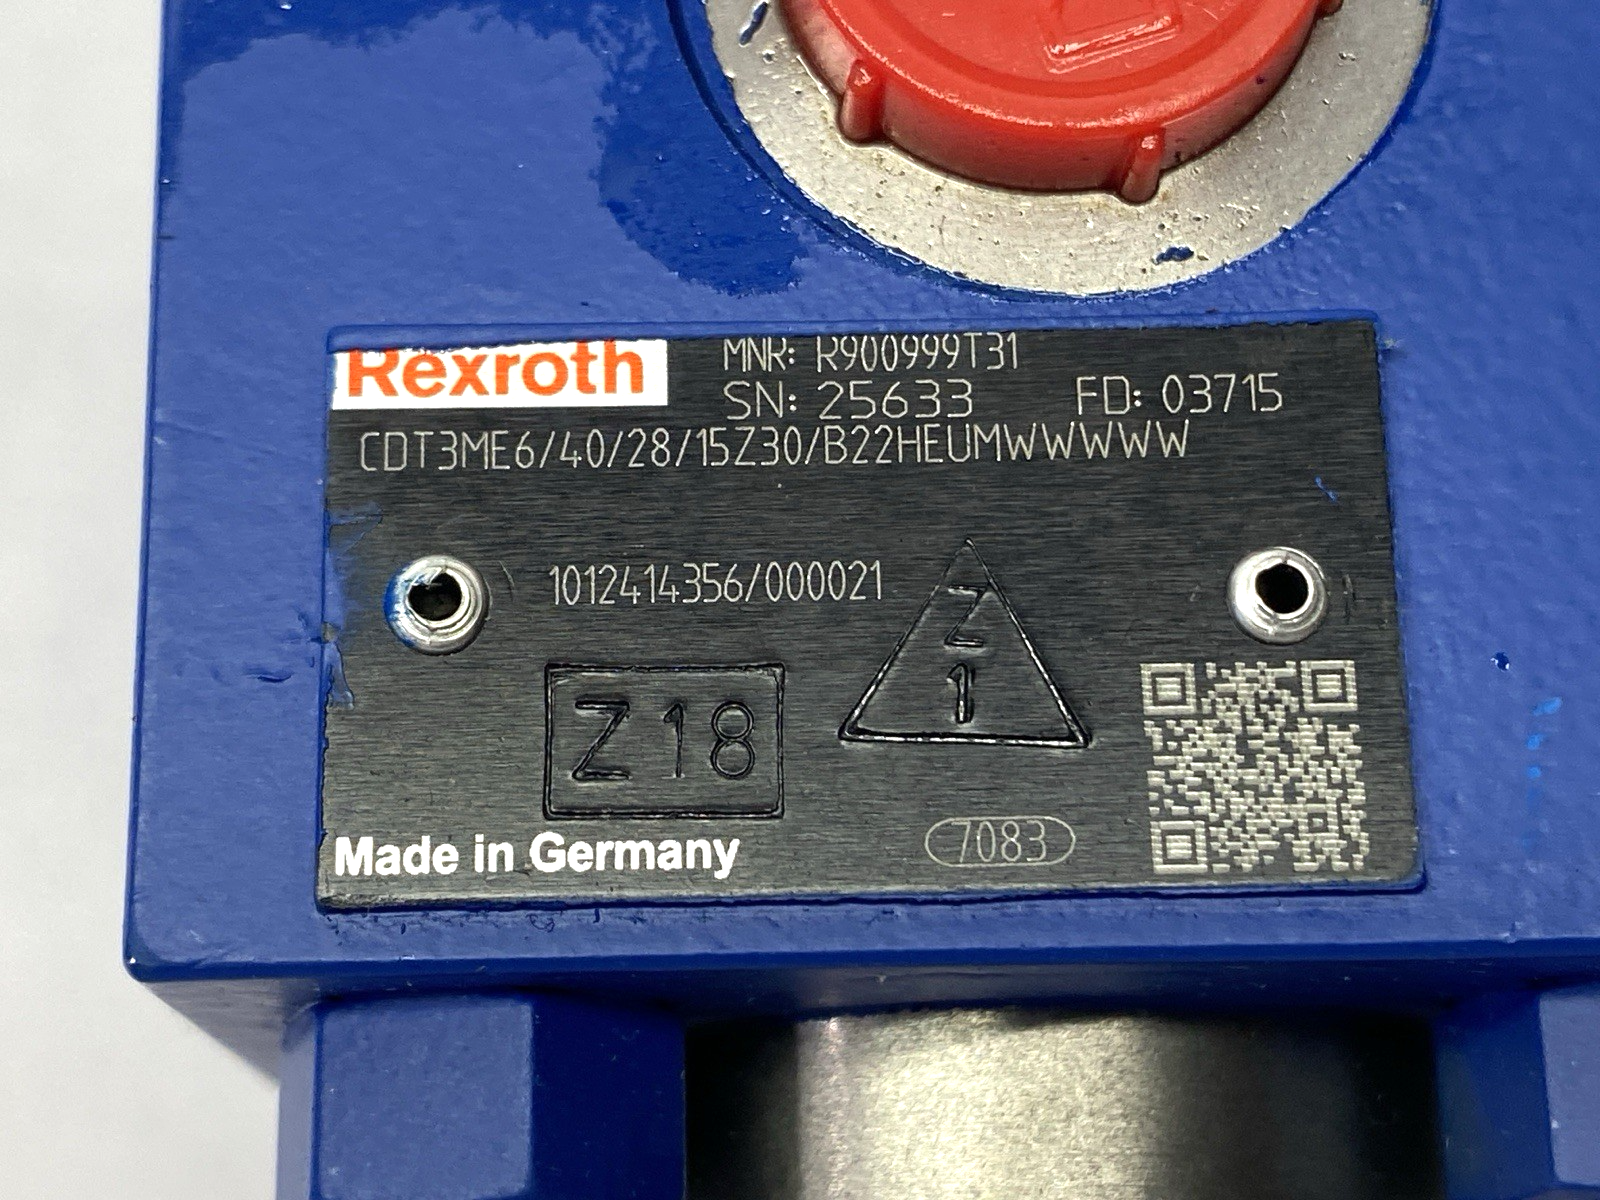 Rexroth
MNR: R900999T31
SN: 25633 FD: 03715
CDT3ME6/40/28/15Z30/B22HEUMWWWWW
1012414356/000021
Z
1
Z 18
Made in Germany
7083